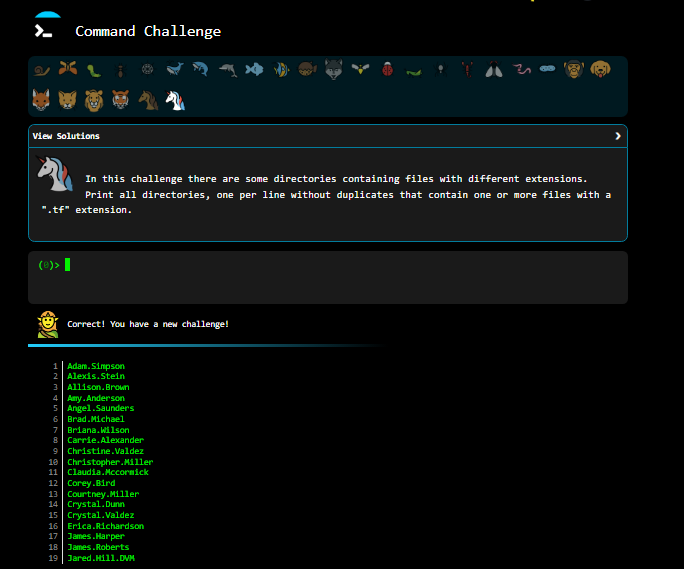 Command Challenge
View Solutions
In this challenge there are some directories containing files with different extensions.
Print all directories, one per line without duplicates that contain one or more files with a
".tf" extension.
(0)>
Correct! You have a new challenge!
1 Adam.Simpson
2 Alexis.Stein
3 Allison.Brown
4 Amy.Anderson
5 Angel.Saunders
6 Brad.Michael
7 Briana.Wilson
8 Carrie.Alexander
9 Christine.Valdez
10 Christopher.Miller
11 Claudia.Mccormick
12 Corey.Bird
13 Courtney.Miller
14 Crystal.Dunn
15 Crystal.Valdez
16 Erica.Richardson
17 James.Harper
18 James.Roberts
19 Jared.Hill.DVM